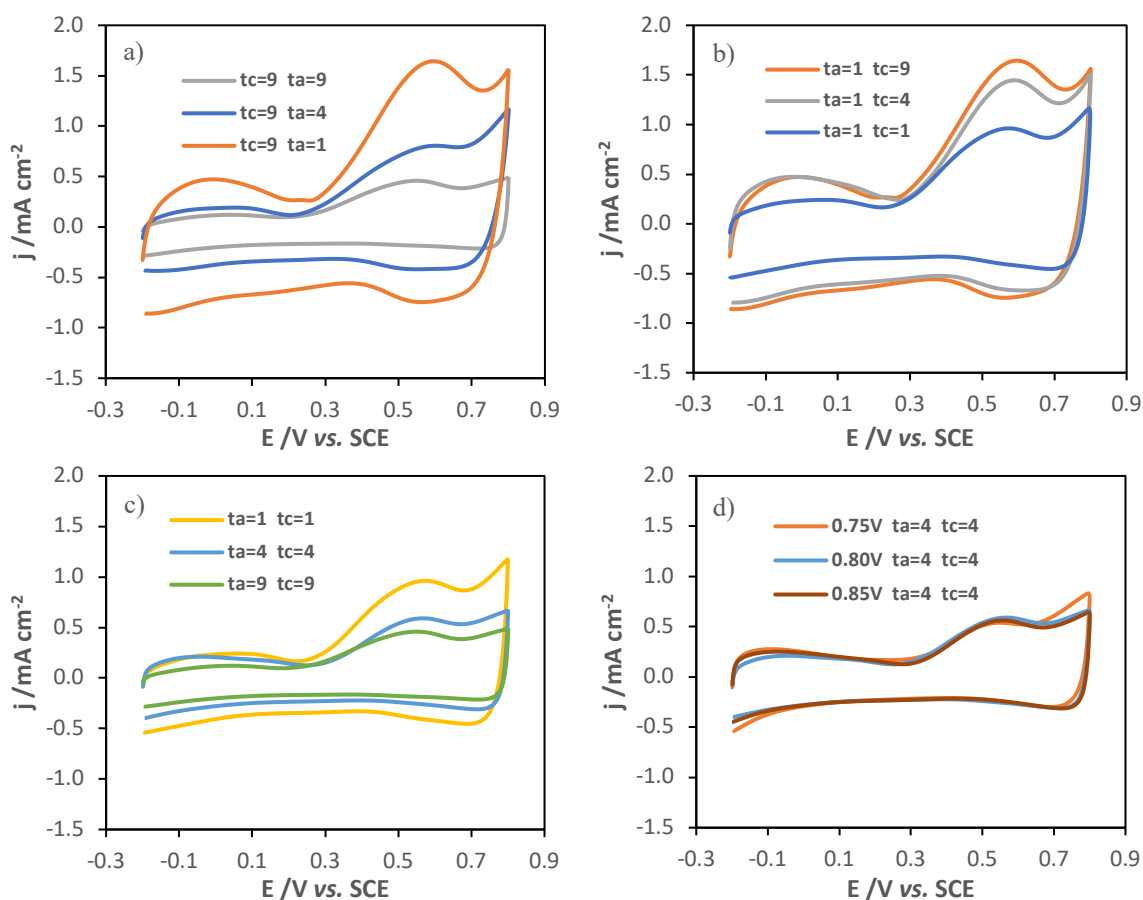 a)
tc=9 ta=9
tc=9 ta=4
tc=9 ta=1
2.0
1.5
1.0
0.5
0.0
-0.5
-1.0
-1.5
j /mA cm-2
-0.3 -0.1 0.1 0.3 0.5 0.7 0.9
E /V vs. SCE
b)
ta=1 tc=9
ta=1 tc=4
ta=1 tc=1
2.0
1.5
1.0
0.5
0.0
-0.5
-1.0
-1.5
j /mA cm-2
-0.3 -0.1 0.1 0.3 0.5 0.7 0.9
E /V vs. SCE
c)
ta=1 tc=1
ta=4 tc=4
ta=9 tc=9
2.0
1.5
1.0
0.5
0.0
-0.5
-1.0
-1.5
j /mA cm-2
-0.3 -0.1 0.1 0.3 0.5 0.7 0.9
E /V vs. SCE
d)
0.75V ta=4 tc=4
0.80V ta=4 tc=4
0.85V ta=4 tc=4
2.0
1.5
1.0
0.5
0.0
-0.5
-1.0
-1.5
j /mA cm-2
-0.3 -0.1 0.1 0.3 0.5 0.7 0.9
E /V vs. SCE